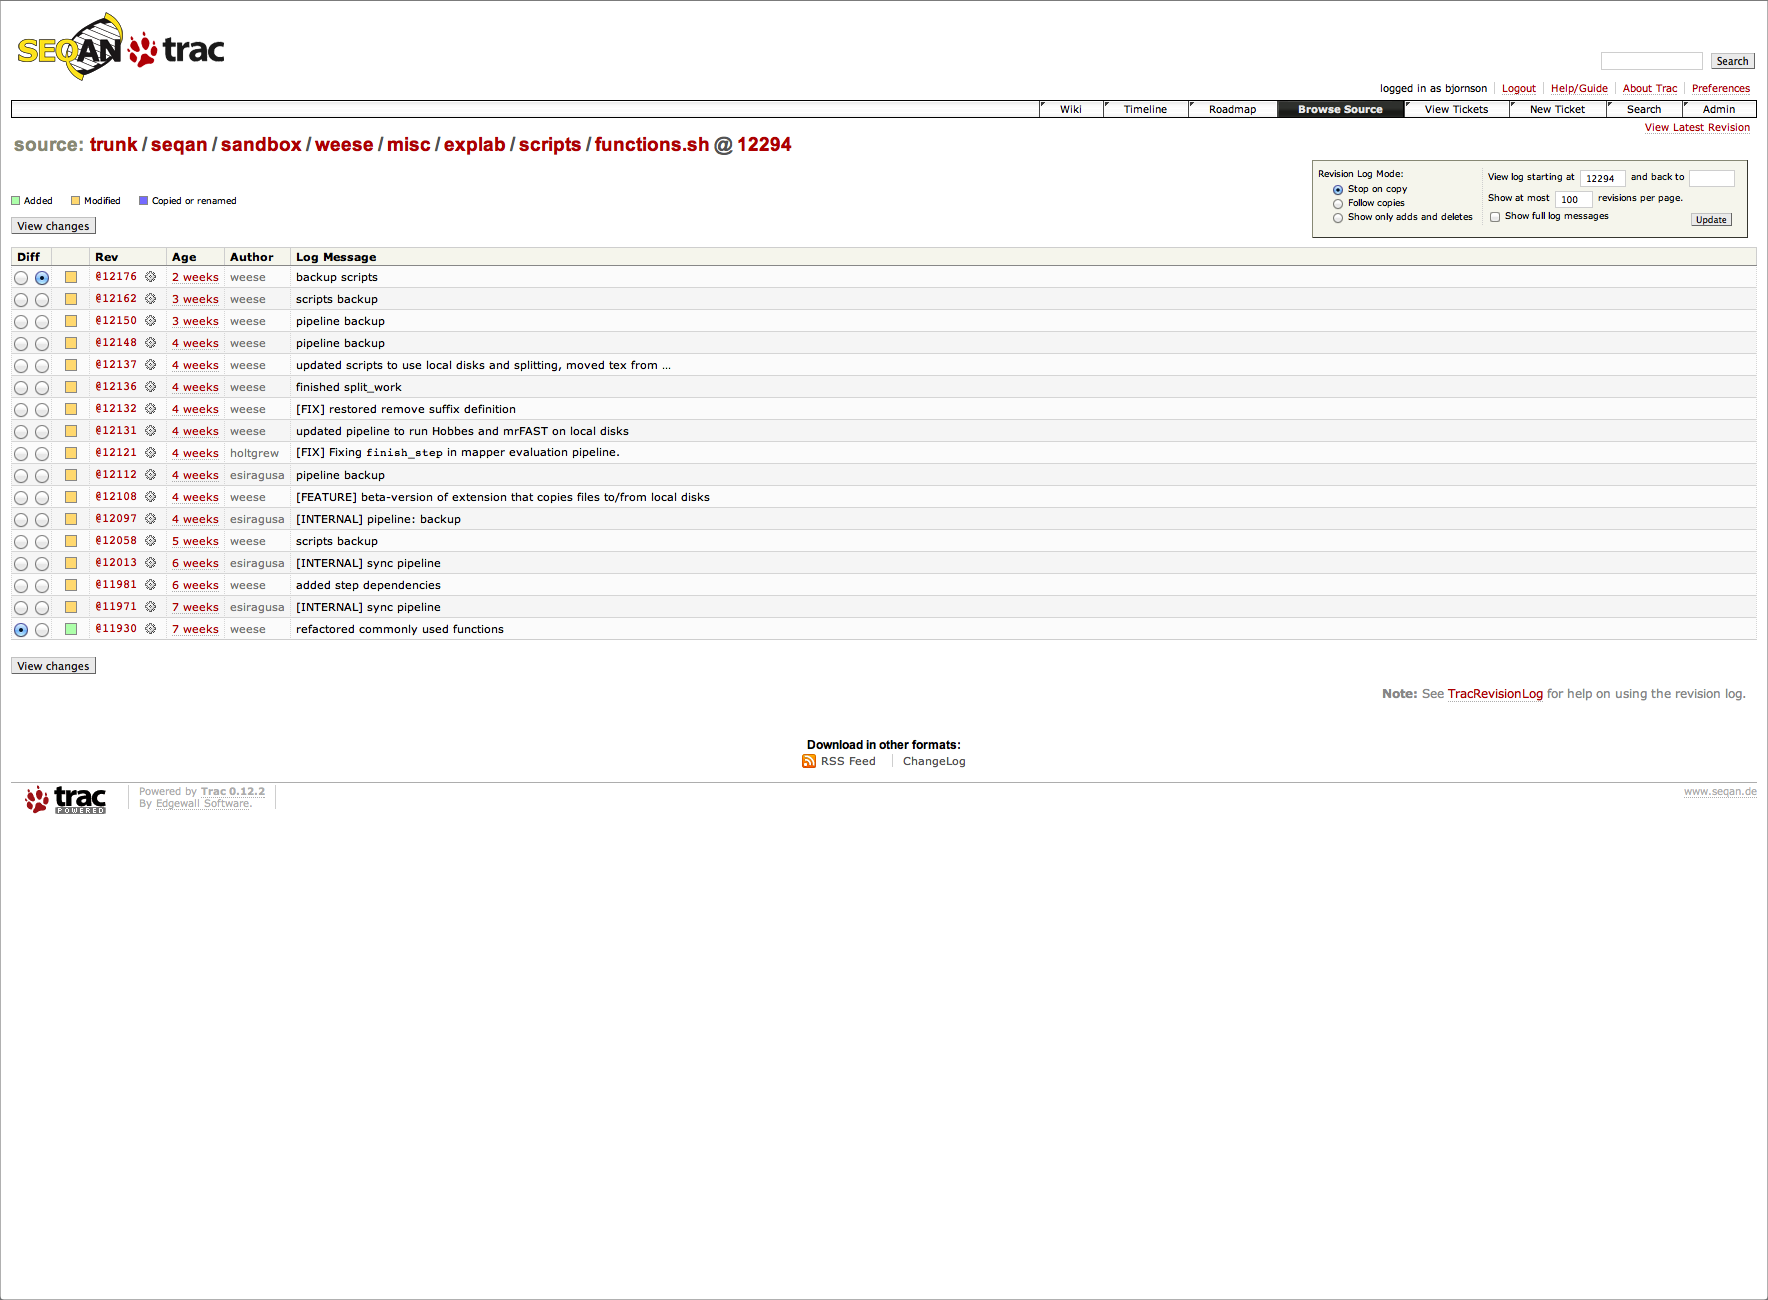 SEQAN trac
Search
logged in as bjornson Logout Help/Guide About Trac Preferences
Wiki Timeline Roadmap Browse Source View Tickets New Ticket Search Admin
View Latest Revision
source: trunk / seqan / sandbox / weese / misc / explab / scripts / functions.sh @ 12294
Revision Log Mode:
Stop on copy
Follow copies
Show only adds and deletes
View log starting at 12294 and back to
Show at most 100 revisions per page.
Show full log messages
Update
Added Modified Copied or renamed
View changes
Diff Rev Age Author Log Message
@12176 2 weeks weese backup scripts
@12162 3 weeks weese scripts backup
@12150 3 weeks weese pipeline backup
@12148 4 weeks weese pipeline backup
@12137 4 weeks weese updated scripts to use local disks and splitting, moved tex from ...
@12136 4 weeks weese finished split_work
@12132 4 weeks weese [FIX] restored remove suffix definition
@12131 4 weeks weese updated pipeline to run Hobbes and mrFAST on local disks
@12121 4 weeks holtgrew [FIX] Fixing finish_step in mapper evaluation pipeline.
@12112 4 weeks esiragusa pipeline backup
@12108 4 weeks weese [FEATURE] beta-version of extension that copies files to/from local disks
@12097 4 weeks esiragusa [INTERNAL] pipeline: backup
@12058 5 weeks weese scripts backup
@12013 6 weeks esiragusa [INTERNAL] sync pipeline
@11981 6 weeks weese added step dependencies
@11971 7 weeks esiragusa [INTERNAL] sync pipeline
@11930 7 weeks weese refactored commonly used functions
View changes
Note: See TracRevisionLog for help on using the revision log.
Download in other formats:
RSS Feed ChangeLog
trac POWERED
Powered by Trac 0.12.2
By Edgewall Software.
www.seqan.de